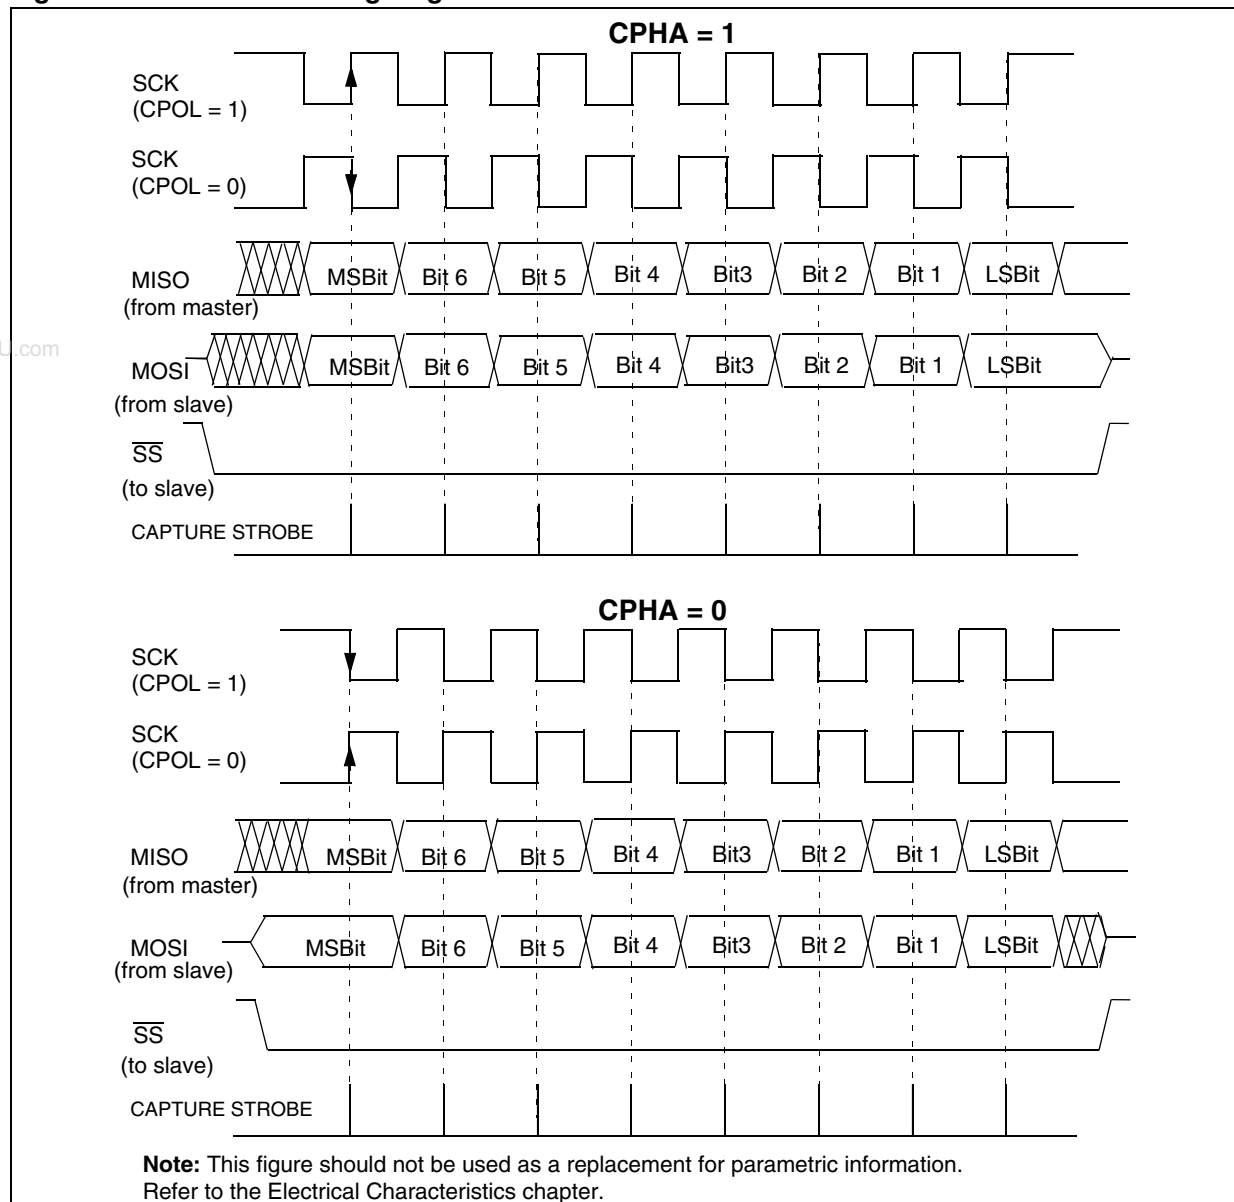 CPHA = 1
SCK
(CPOL = 1)
SCK
(CPOL = 0)
MISO
(from master)
MSBit Bit 6 Bit 5 Bit 4 Bit3 Bit 2 Bit 1 LSBit
U.com
MOSI
(from slave)
MSBit Bit 6 Bit 5 Bit 4 Bit3 Bit 2 Bit 1 LSBit
SS
(to slave)
CAPTURE STROBE
CPHA = 0
SCK
(CPOL = 1)
SCK
(CPOL = 0)
MISO
(from master)
MSBit Bit 6 Bit 5 Bit 4 Bit3 Bit 2 Bit 1 LSBit
MOSI
(from slave)
MSBit Bit 6 Bit 5 Bit 4 Bit3 Bit 2 Bit 1 LSBit
SS
(to slave)
CAPTURE STROBE
Note: This figure should not be used as a replacement for parametric information.
Refer to the Electrical Characteristics chapter.